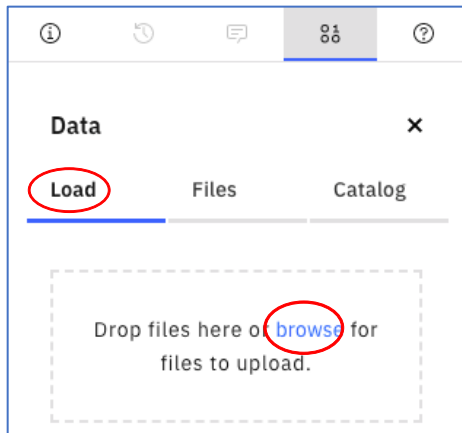 Data
Load Files Catalog
Drop files here or browse for
files to upload.